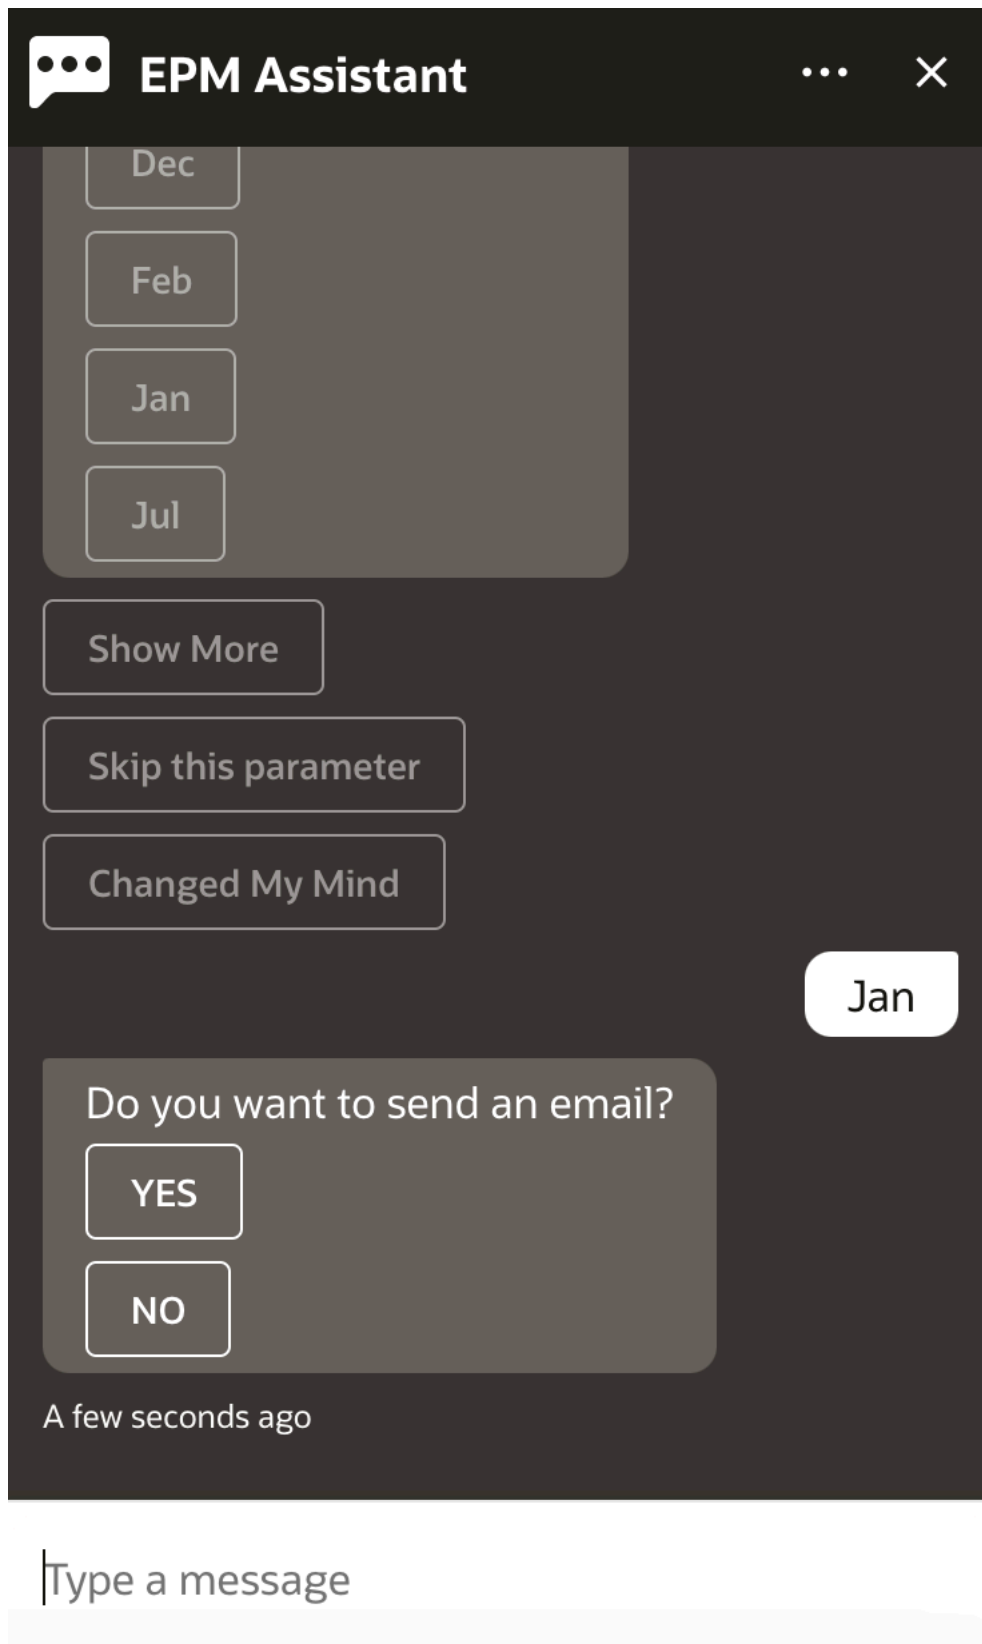 EPM Assistant
Dec
Feb
Jan
Jul
Show More
Skip this parameter
Changed My Mind
Jan
Do you want to send an email?
YES
NO
A few seconds ago
Type a message